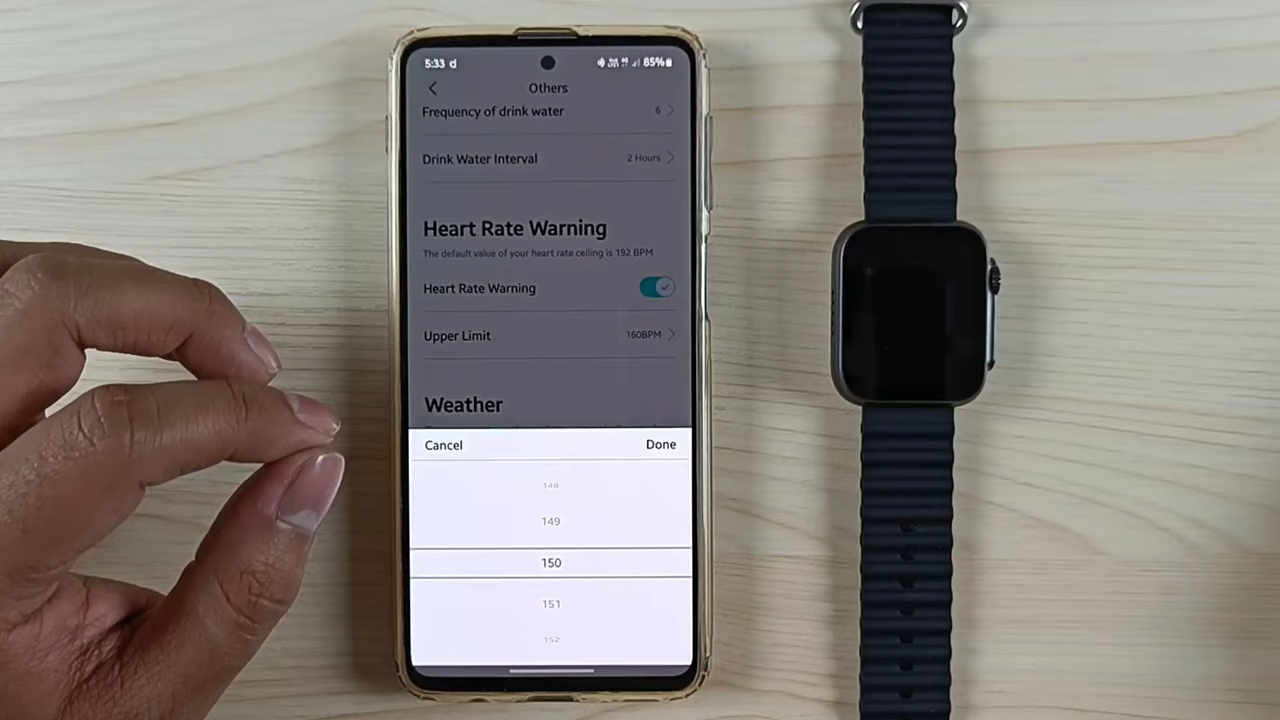 5:33 d 85%
Others
Frequency of drink water 6
Drink Water Interval 2 Hours
Heart Rate Warning
The default value of your heart rate ceiling is 192 BPM
Heart Rate Warning
Upper Limit 160BPM
Weather
Cancel Done
148
149
150
151
152